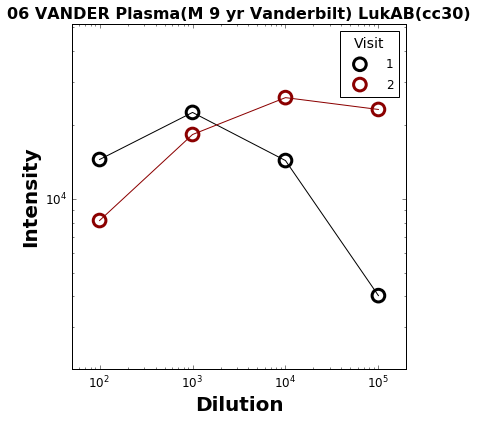 06 VANDER Plasma(M 9 yr Vanderbilt) LukAB(cc30)
Visit
1
2
Intensity
10^4
10^2 10^3 10^4 10^5
Dilution